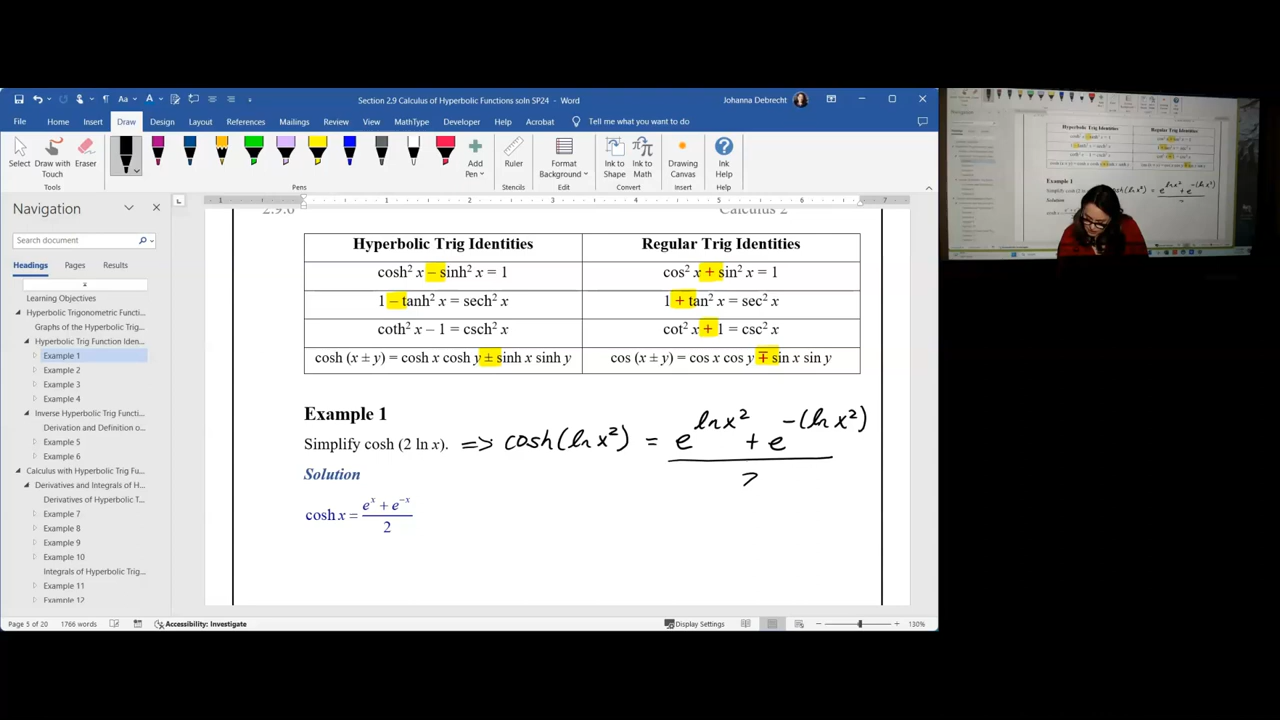 Section 2.9 Calculus of Hyperbolic Functions soln SP24 - Word
Johanna Debrecht
File Home Insert Draw Design Layout References Mailings Review View MathType Developer Help Acrobat Tell me what you want to do
Select
Draw with Touch
Eraser
Add Pen
Ruler
Format Background
Ink to Shape
Ink to Math
Drawing Canvas
Ink Help
Tools
Pens
Stencils
Edit
Convert
Insert
Help
Navigation
Search document
Headings Pages Results
Learning Objectives
Hyperbolic Trigonometric Functi...
Graphs of the Hyperbolic Trig...
Hyperbolic Trig Function Iden...
Example 1
Example 2
Example 3
Example 4
Inverse Hyperbolic Trig Functi...
Derivation and Definition o...
Example 5
Example 6
Calculus with Hyperbolic Trig Fu...
Derivatives and Integrals of H...
Derivatives of Hyperbolic T...
Example 7
Example 8
Example 9
Example 10
Integrals of Hyperbolic Trig...
Example 11
Example 12
2.9.6 Calculus 2
Hyperbolic Trig Identities Regular Trig Identities
cosh² x – sinh² x = 1 cos² x + sin² x = 1
1 – tanh² x = sech² x 1 + tan² x = sec² x
coth² x – 1 = csch² x cot² x + 1 = csc² x
cosh (x ± y) = cosh x cosh y ± sinh x sinh y cos (x ± y) = cos x cos y ∓ sin x sin y
Example 1
Simplify cosh (2 ln x). => cosh(ln x²) = (e^(ln x²) + e^(-(ln x²)))/2
Solution
cosh x = (e^x + e^(-x))/2
Page 5 of 20 1766 words Accessibility: Investigate Display Settings 130%